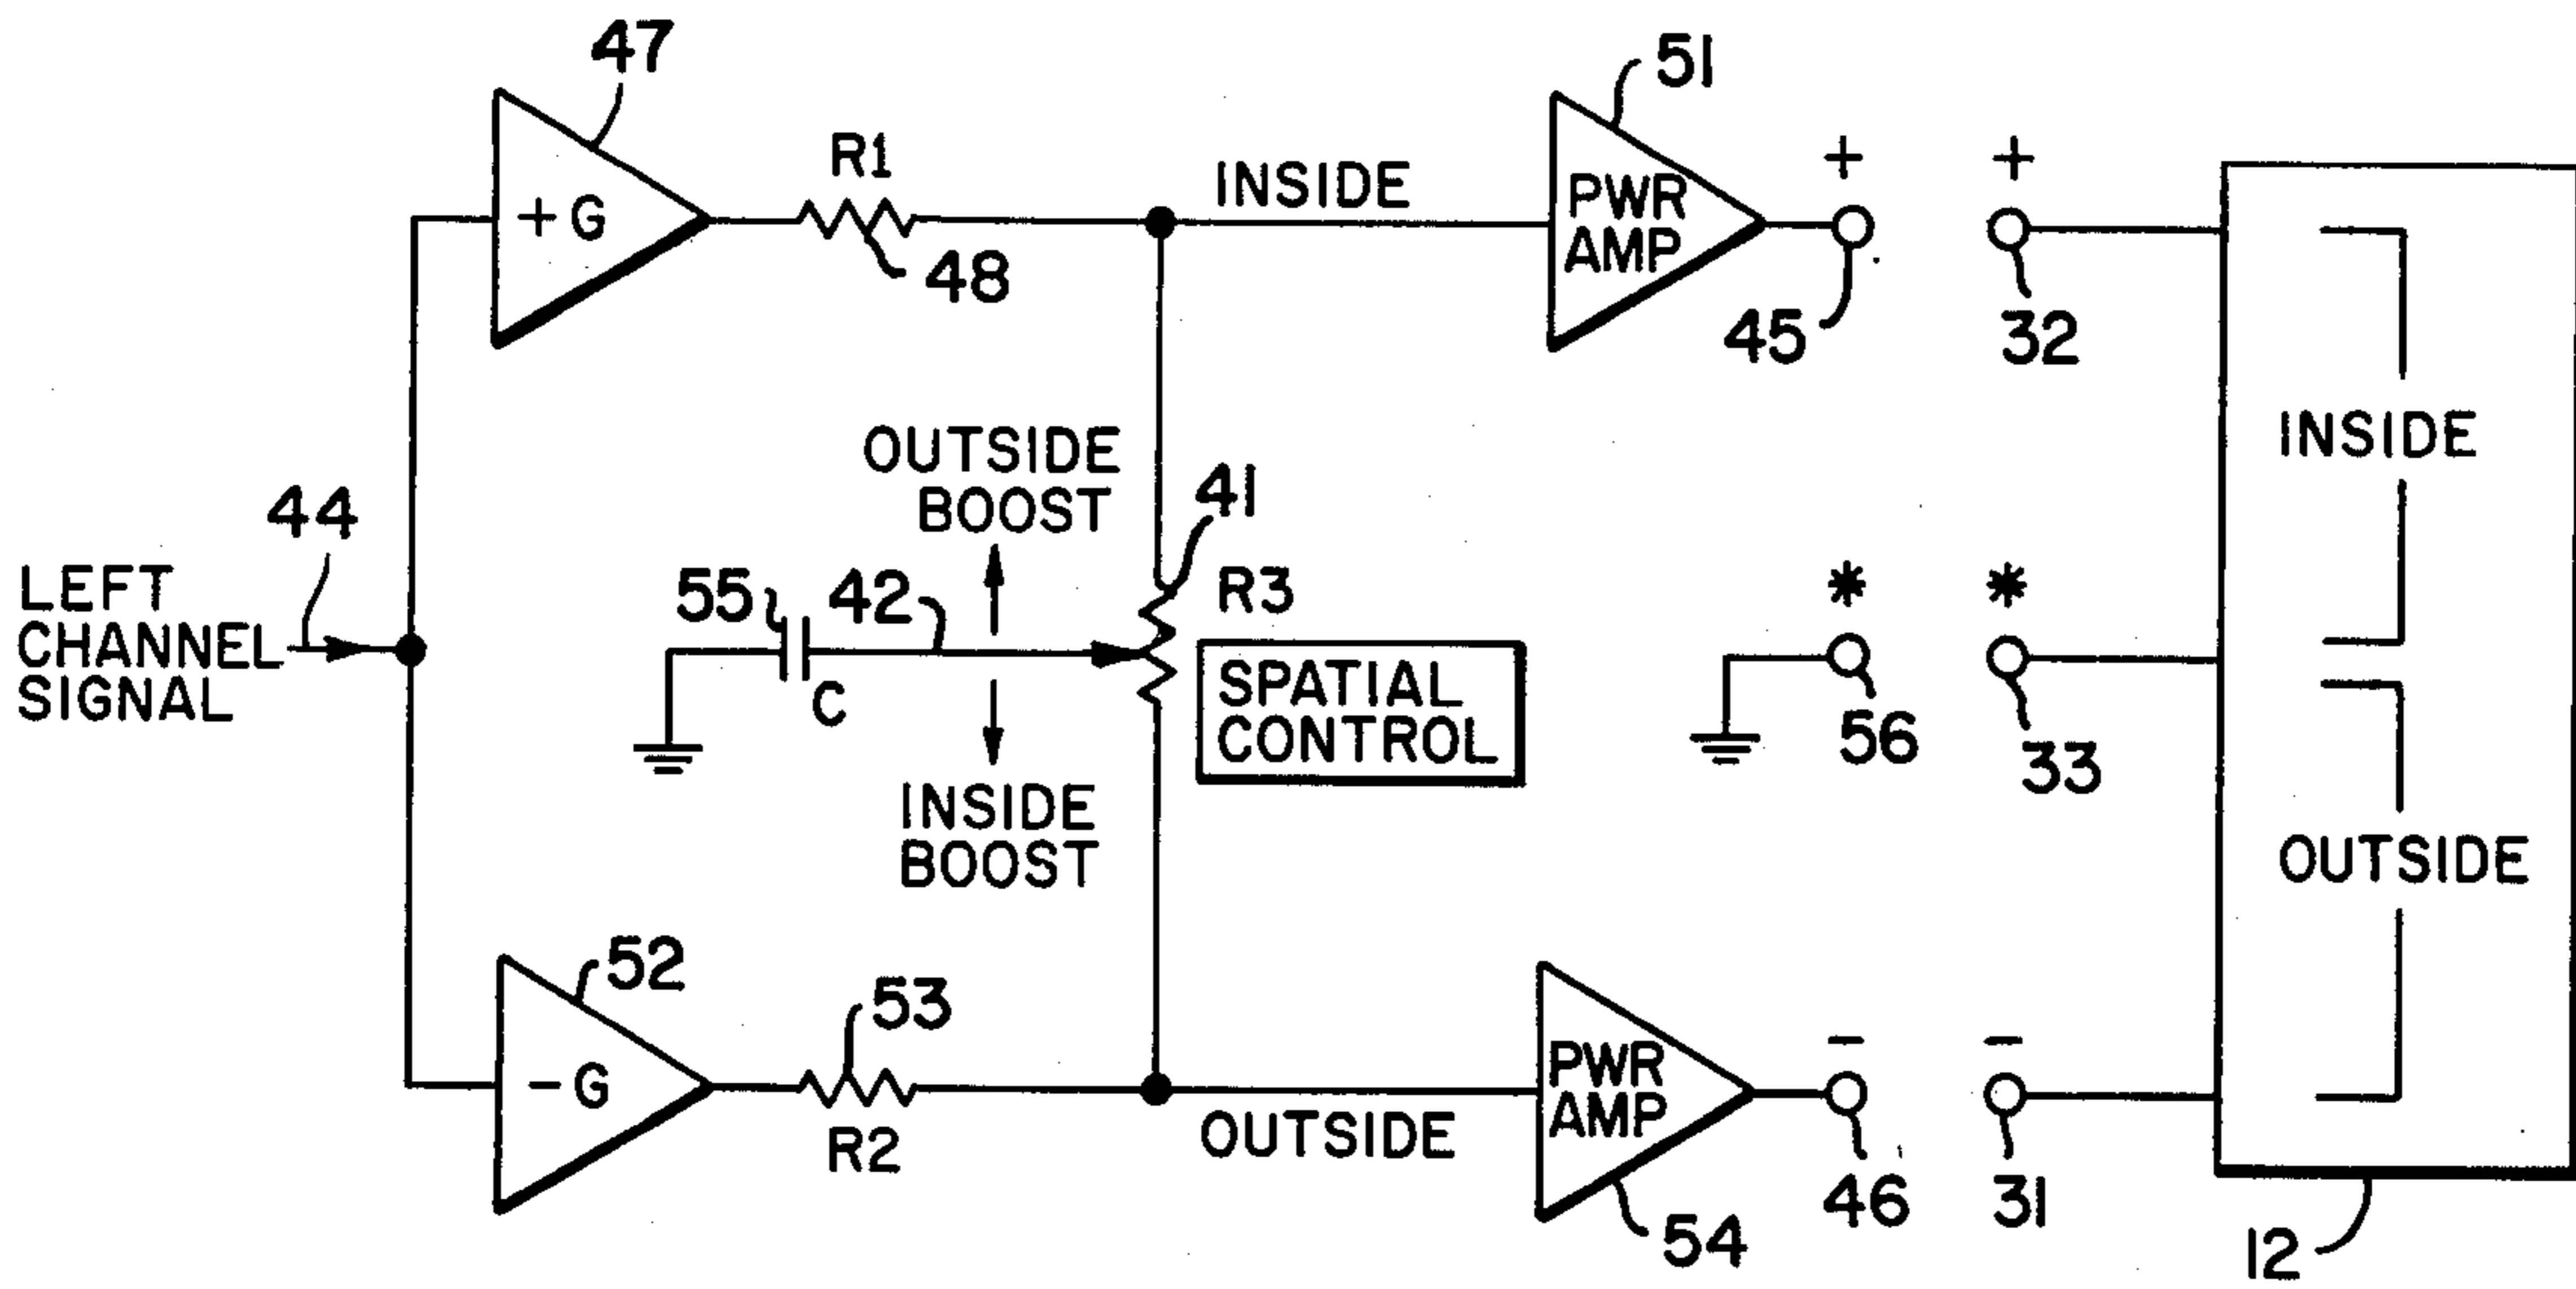 47
51
R1
INSIDE
+
+
+ G
PWR
AMP
48
45
32
INSIDE
OUTSIDE
BOOST
41
44
LEFT
CHANNEL
SIGNAL
55
42
R3
*
*
C
SPATIAL
CONTROL
56
33
INSIDE
BOOST
OUTSIDE
52
53
- G
PWR
AMP
-
-
R2
OUTSIDE
46
31
54
12